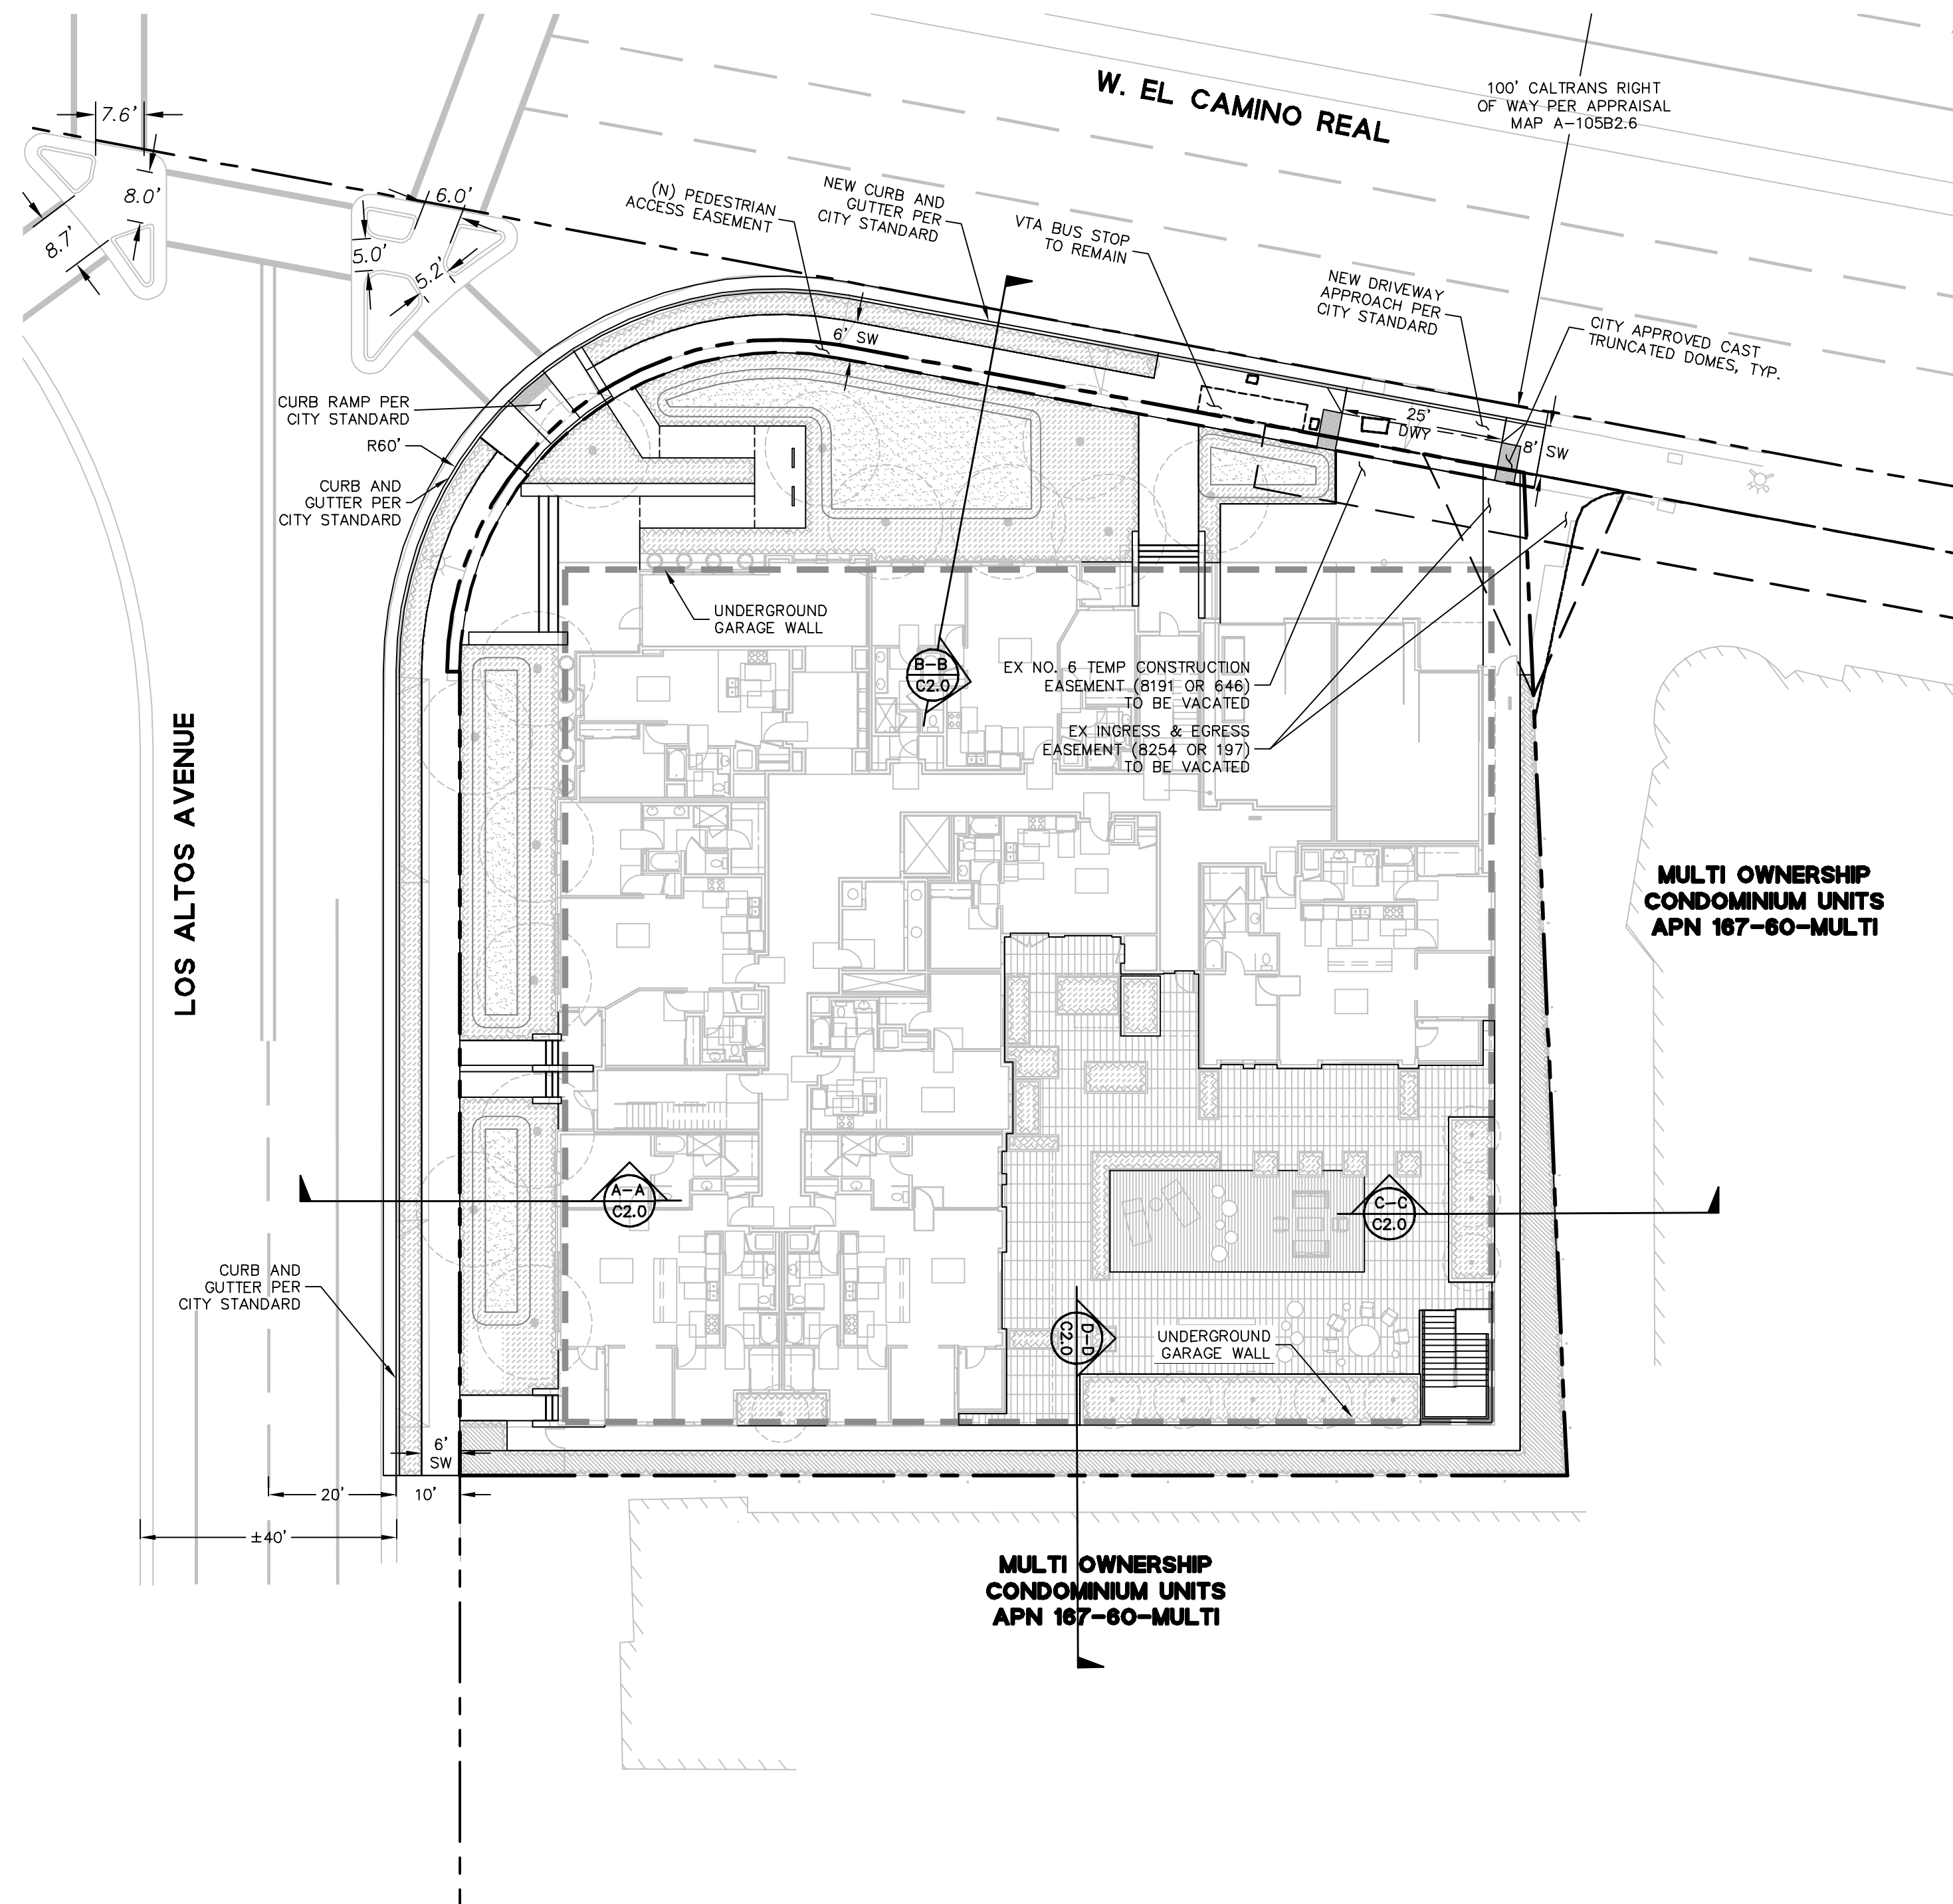 W. EL CAMINO REAL
100' CALTRANS RIGHT
OF WAY PER APPRAISAL
MAP A-105B2.6
7.6'
8.0'
8.7'
6.0'
5.0'
5.2'
(N) PEDESTRIAN
ACCESS EASEMENT
NEW CURB AND
GUTTER PER
CITY STANDARD
VTA BUS STOP
TO REMAIN
NEW DRIVEWAY
APPROACH PER
CITY STANDARD
CITY APPROVED CAST
TRUNCATED DOMES, TYP.
6' SW
25'
DWY
8' SW
CURB RAMP PER
CITY STANDARD
R60'
CURB AND
GUTTER PER
CITY STANDARD
UNDERGROUND
GARAGE WALL
B-B
C2.0
EX NO. 6 TEMP CONSTRUCTION
EASEMENT (8191 OR 646)
TO BE VACATED
EX INGRESS & EGRESS
EASEMENT (8254 OR 197)
TO BE VACATED
LOS ALTOS AVENUE
MULTI OWNERSHIP
CONDOMINIUM UNITS
APN 167-60-MULTI
A-A
C2.0
C-C
C2.0
CURB AND
GUTTER PER
CITY STANDARD
D-D
C2.0
UNDERGROUND
GARAGE WALL
6'
SW
20'
10'
±40'
MULTI OWNERSHIP
CONDOMINIUM UNITS
APN 167-60-MULTI